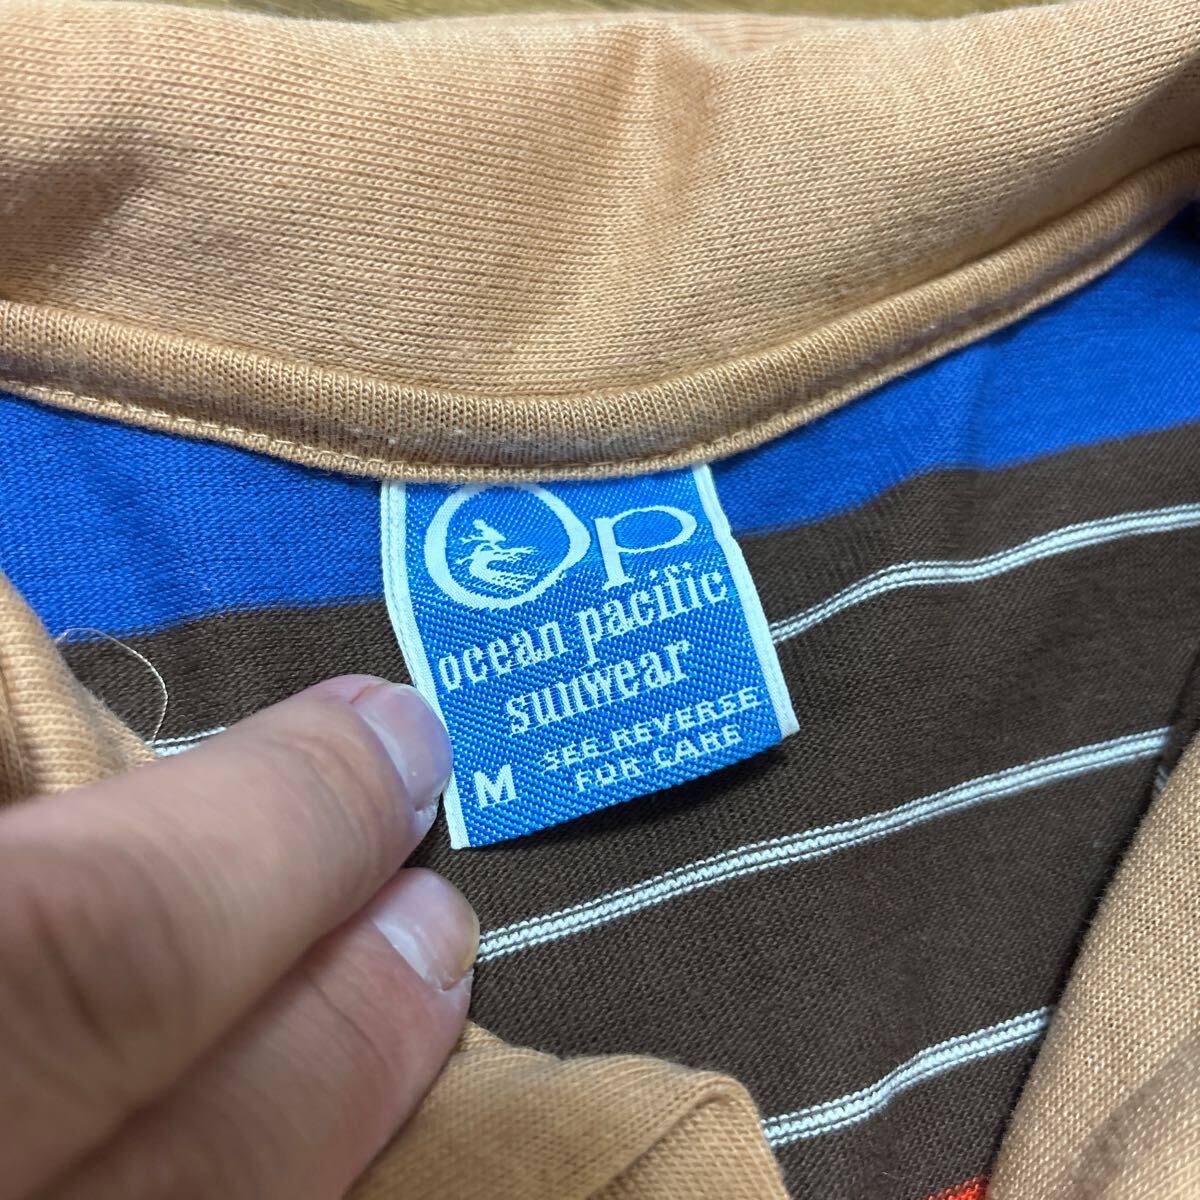 Op
ocean pacific
sunwear
M SEE REVERSE
FOR CARE